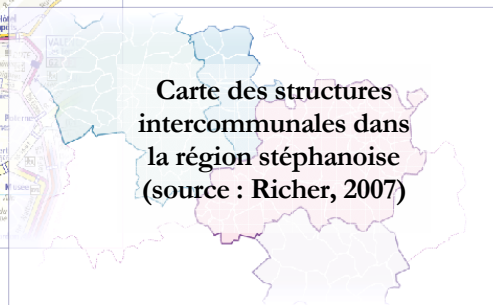 Carte des structures
intercommunales dans
la région stéphanoise
(source : Richer, 2007)